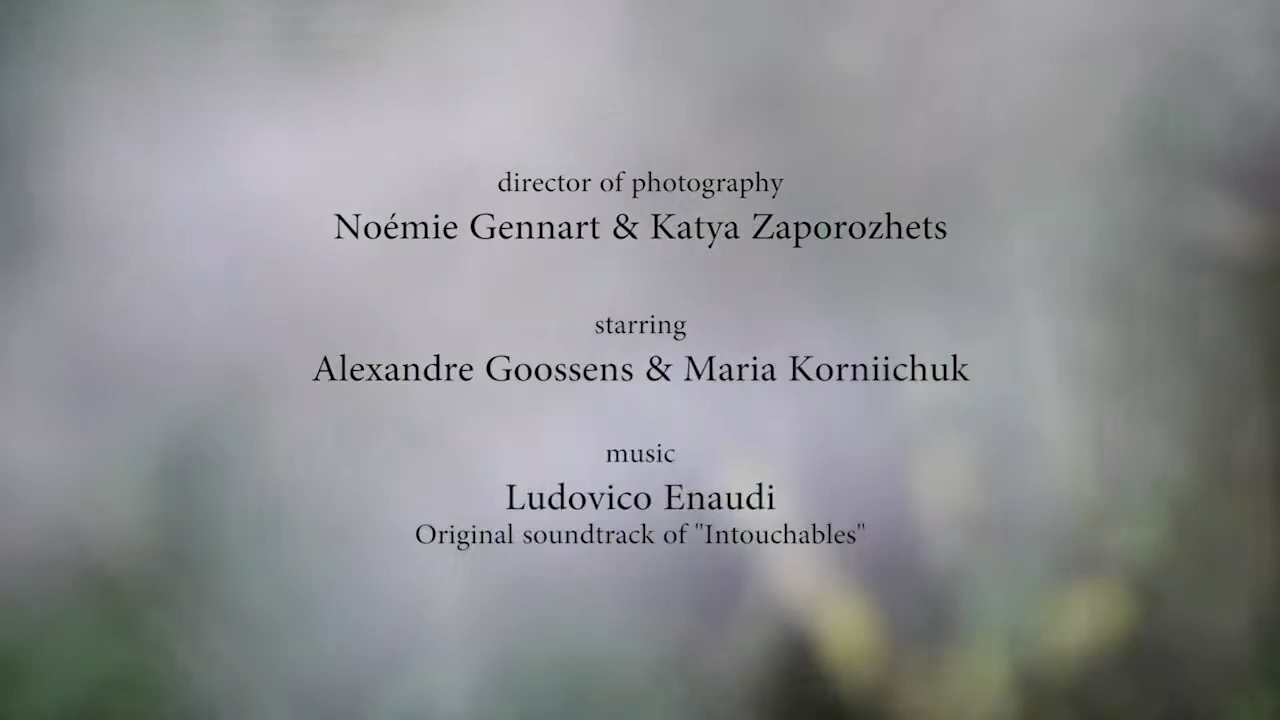 director of photography
Noémie Gennart & Katya Zaporozhets
starring
Alexandre Goossens & Maria Korniichuk
music
Ludovico Enaudi
Original soundtrack of "Intouchables"